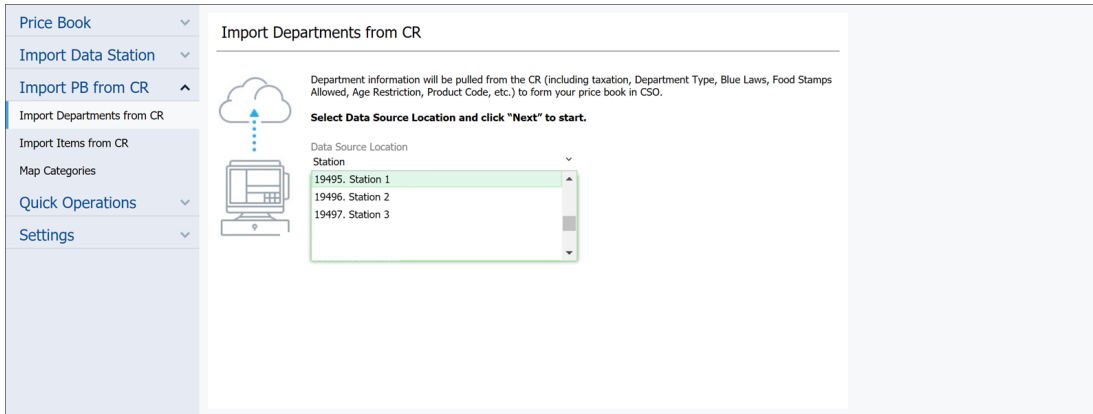 Price Book
Import Data Station
Import PB from CR
Import Departments from CR
Import Items from CR
Map Categories
Quick Operations
Settings
Import Departments from CR
Department information will be pulled from the CR (including taxation, Department Type, Blue Laws, Food Stamps
Allowed, Age Restriction, Product Code, etc.) to form your price book in CSO.
Select Data Source Location and click “Next” to start.
Data Source Location
Station
19495. Station 1
19496. Station 2
19497. Station 3